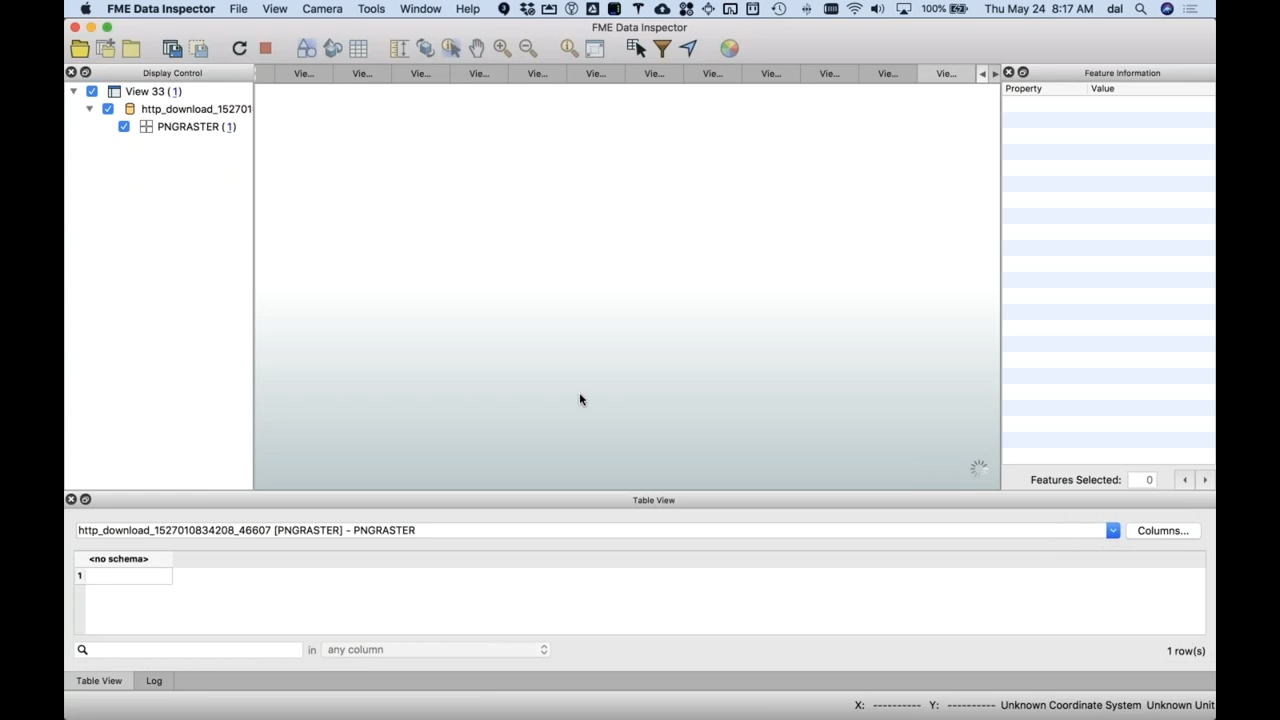 FME Data Inspector File View Camera Tools Window Help 100% Thu May 24 8:17 AM dal
FME Data Inspector
Display Control
Vie... Vie... Vie... Vie... Vie... Vie... Vie... Vie... Vie... Vie... Vie... Vie...
Feature Information
Property Value
View 33 (1)
http_download_152701
PNGRASTER (1)
Features Selected: 0
Table View
http_download_1527010834208_46607 [PNGRASTER] - PNGRASTER
Columns...
<no schema>
1
in any column
1 row(s)
Table View Log
X: ---------- Y: ---------- Unknown Coordinate System Unknown Unit